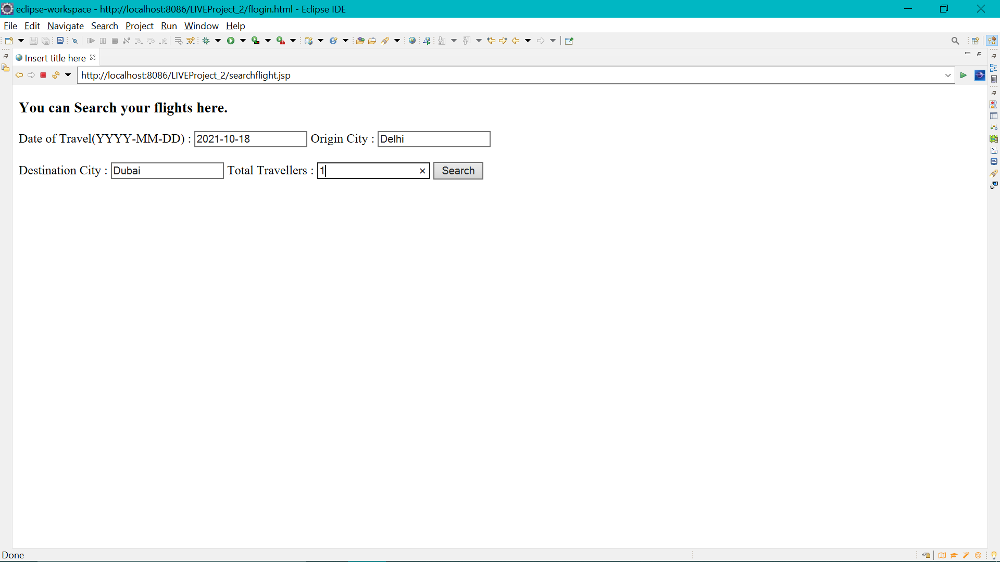 eclipse-workspace - http://localhost:8086/LIVEProject_2/flogin.html - Eclipse IDE
File Edit Navigate Search Project Run Window Help
Insert title here
http://localhost:8086/LIVEProject_2/searchflight.jsp
You can Search your flights here.
Date of Travel(YYYY-MM-DD) : 2021-10-18 Origin City : Delhi
Destination City : Dubai Total Travellers : 1 Search
Done